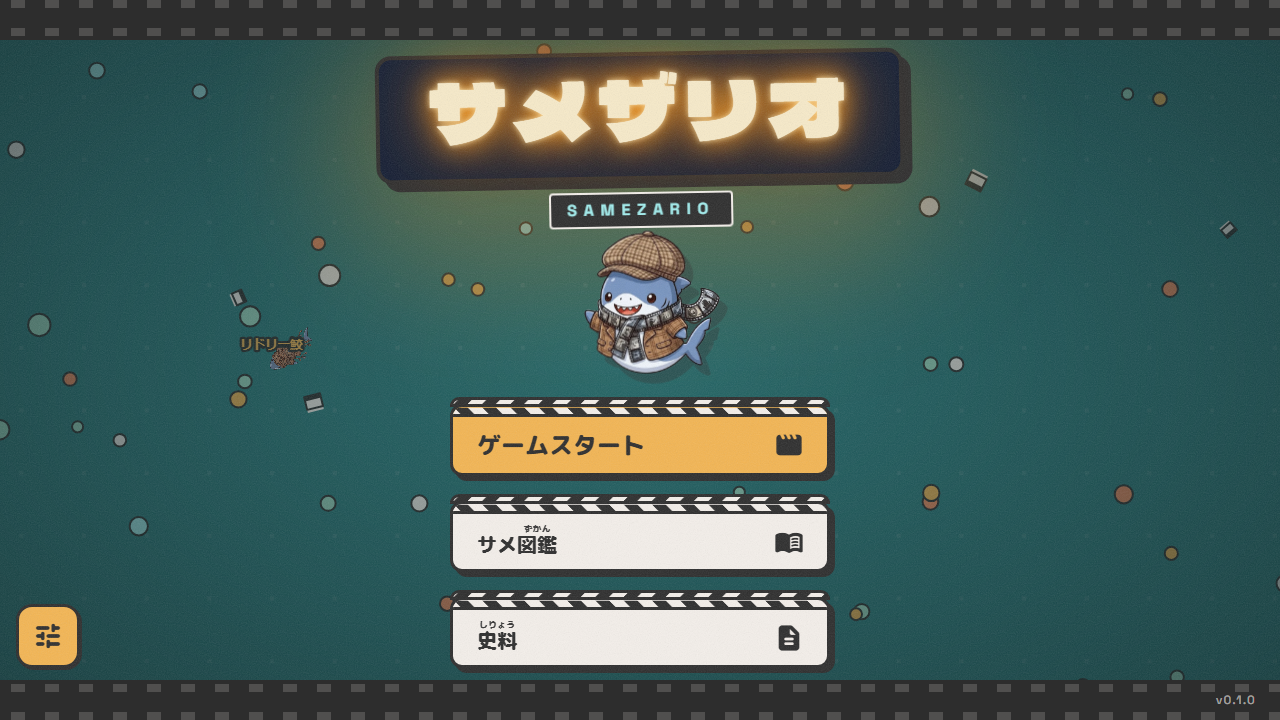 サメザリオ
SAMEZARIO
リドリー鮫
ゲームスタート
ずかん
サメ図鑑
しりょう
史料
v0.1.0